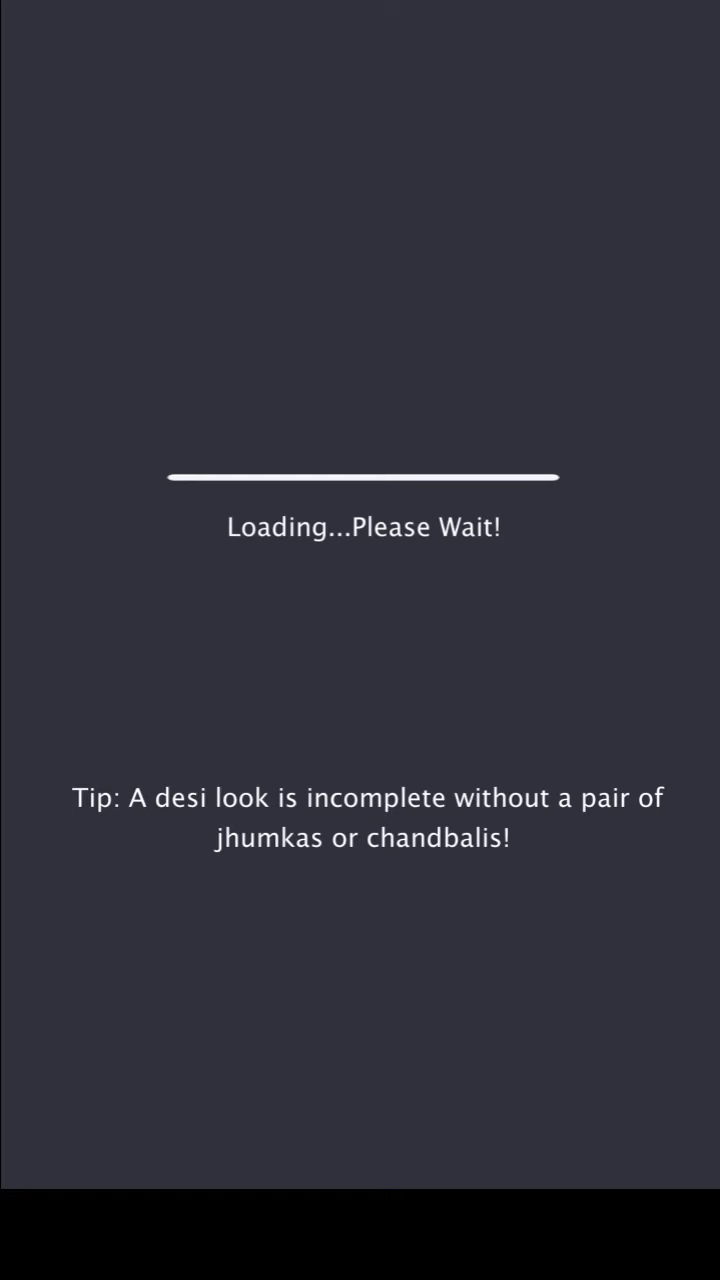 Loading...Please Wait!
Tip: A desi look is incomplete without a pair of
jhumkas or chandbalis!